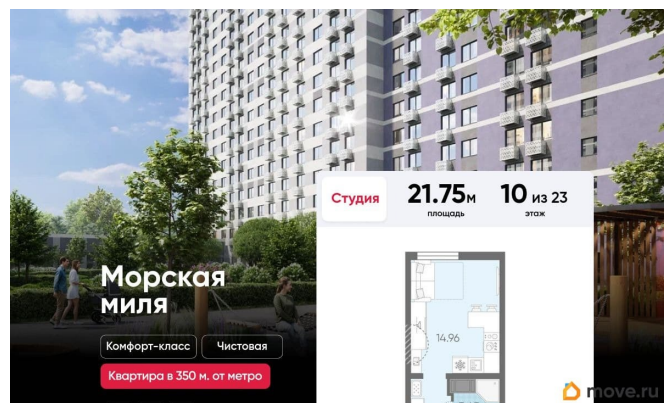 Студия
21.75м
площадь
10 из 23
этаж
Морская
миля
Комфорт-класс
Чистовая
Квартира в 350 м. от метро
14.96
move.ru